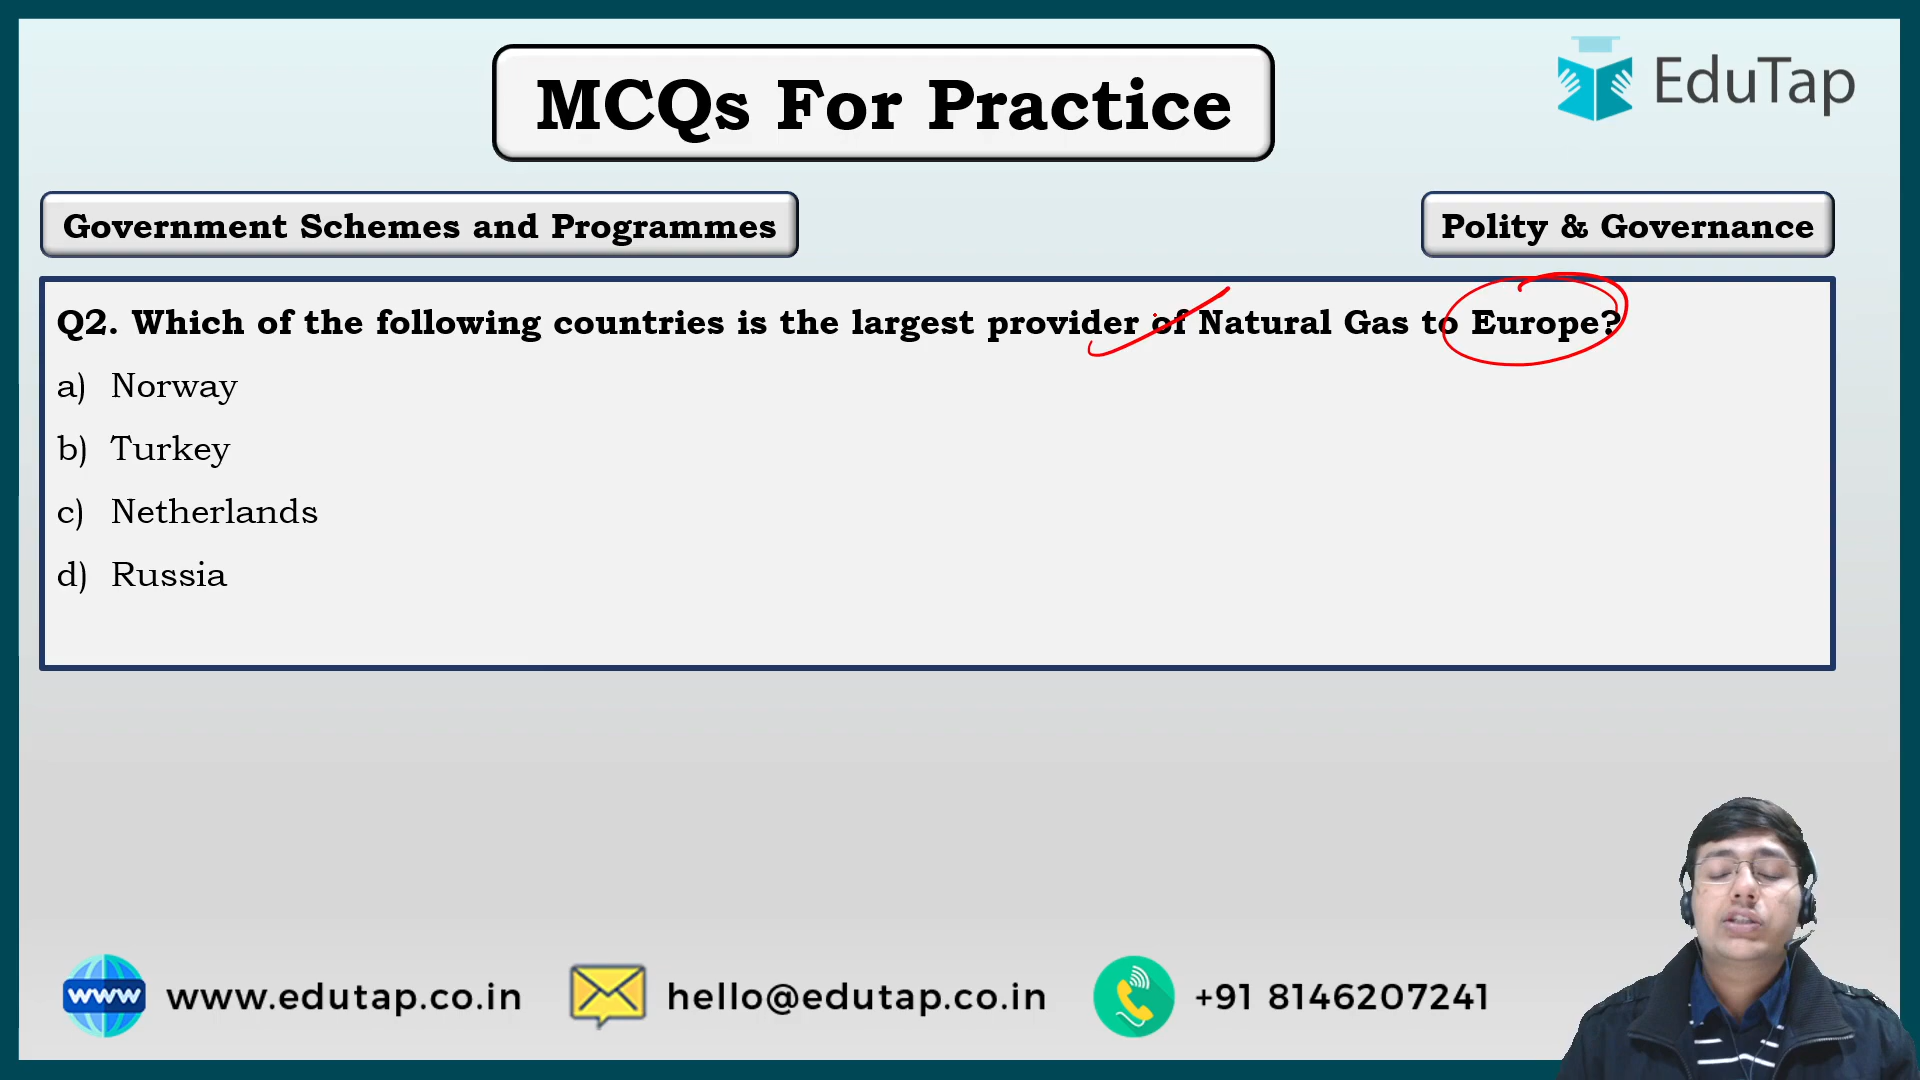 MCQs For Practice
EduTap
Government Schemes and Programmes
Polity & Governance
Q2. Which of the following countries is the largest provider of Natural Gas to Europe?
a) Norway
b) Turkey
c) Netherlands
d) Russia
www
www.edutap.co.in
hello@edutap.co.in
+91 8146207241